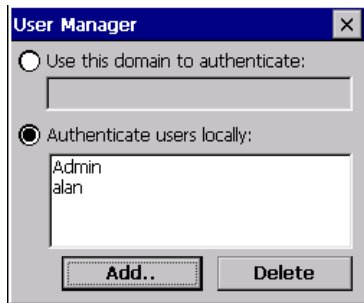 User Manager
Use this domain to authenticate:
Authenticate users locally:
Admin
alan
Add..
Delete